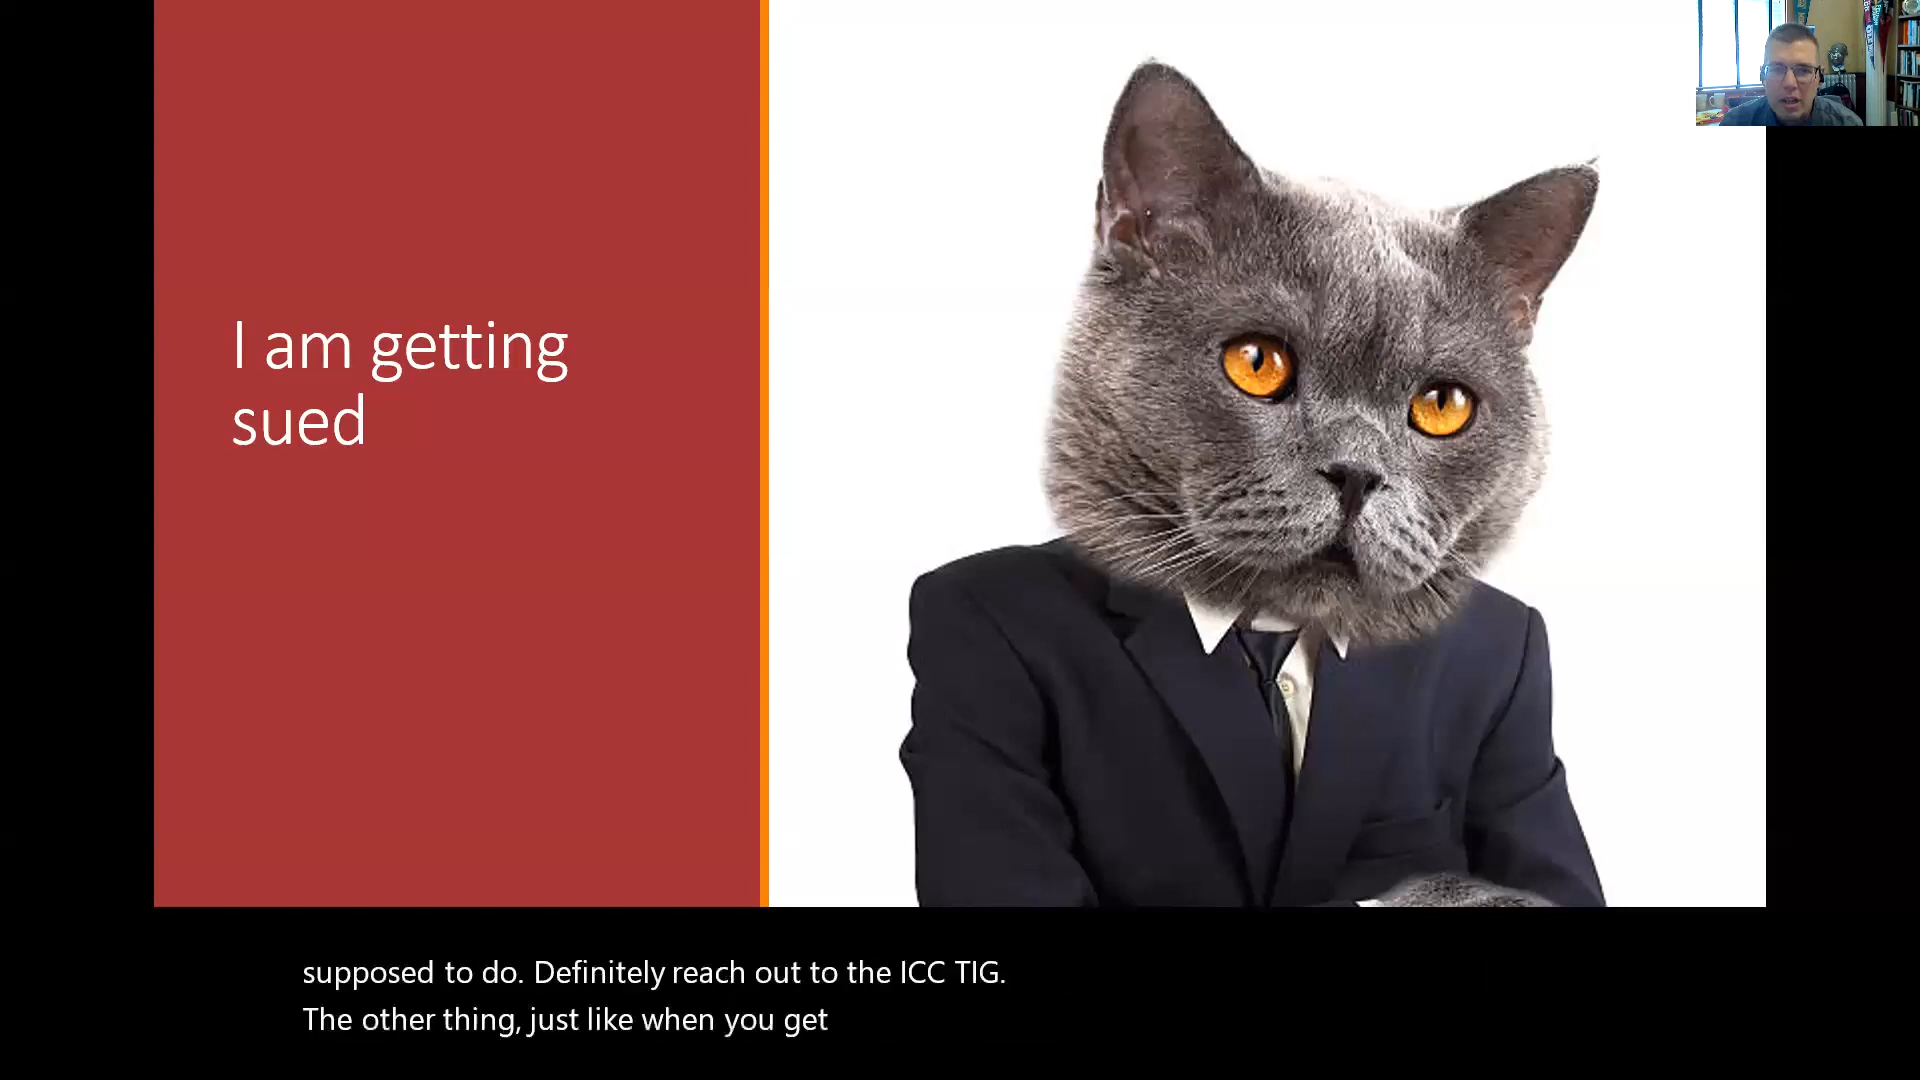 I am getting
sued
supposed to do. Definitely reach out to the ICC TIG.
The other thing, just like when you get